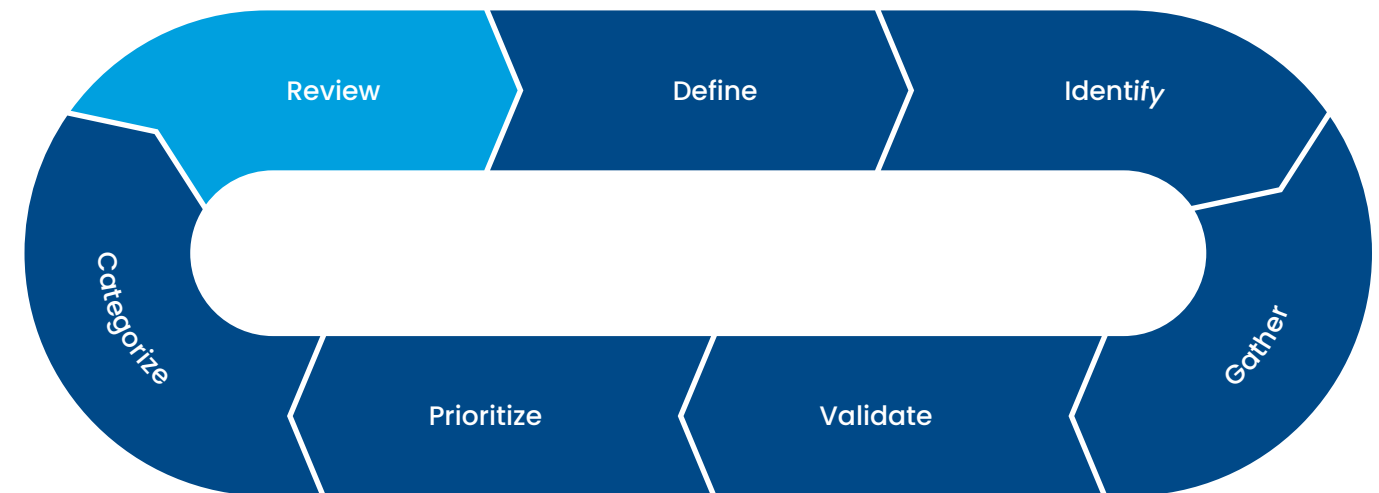 Review
Define
Identify
Gather
Validate
Prioritize
Categorize